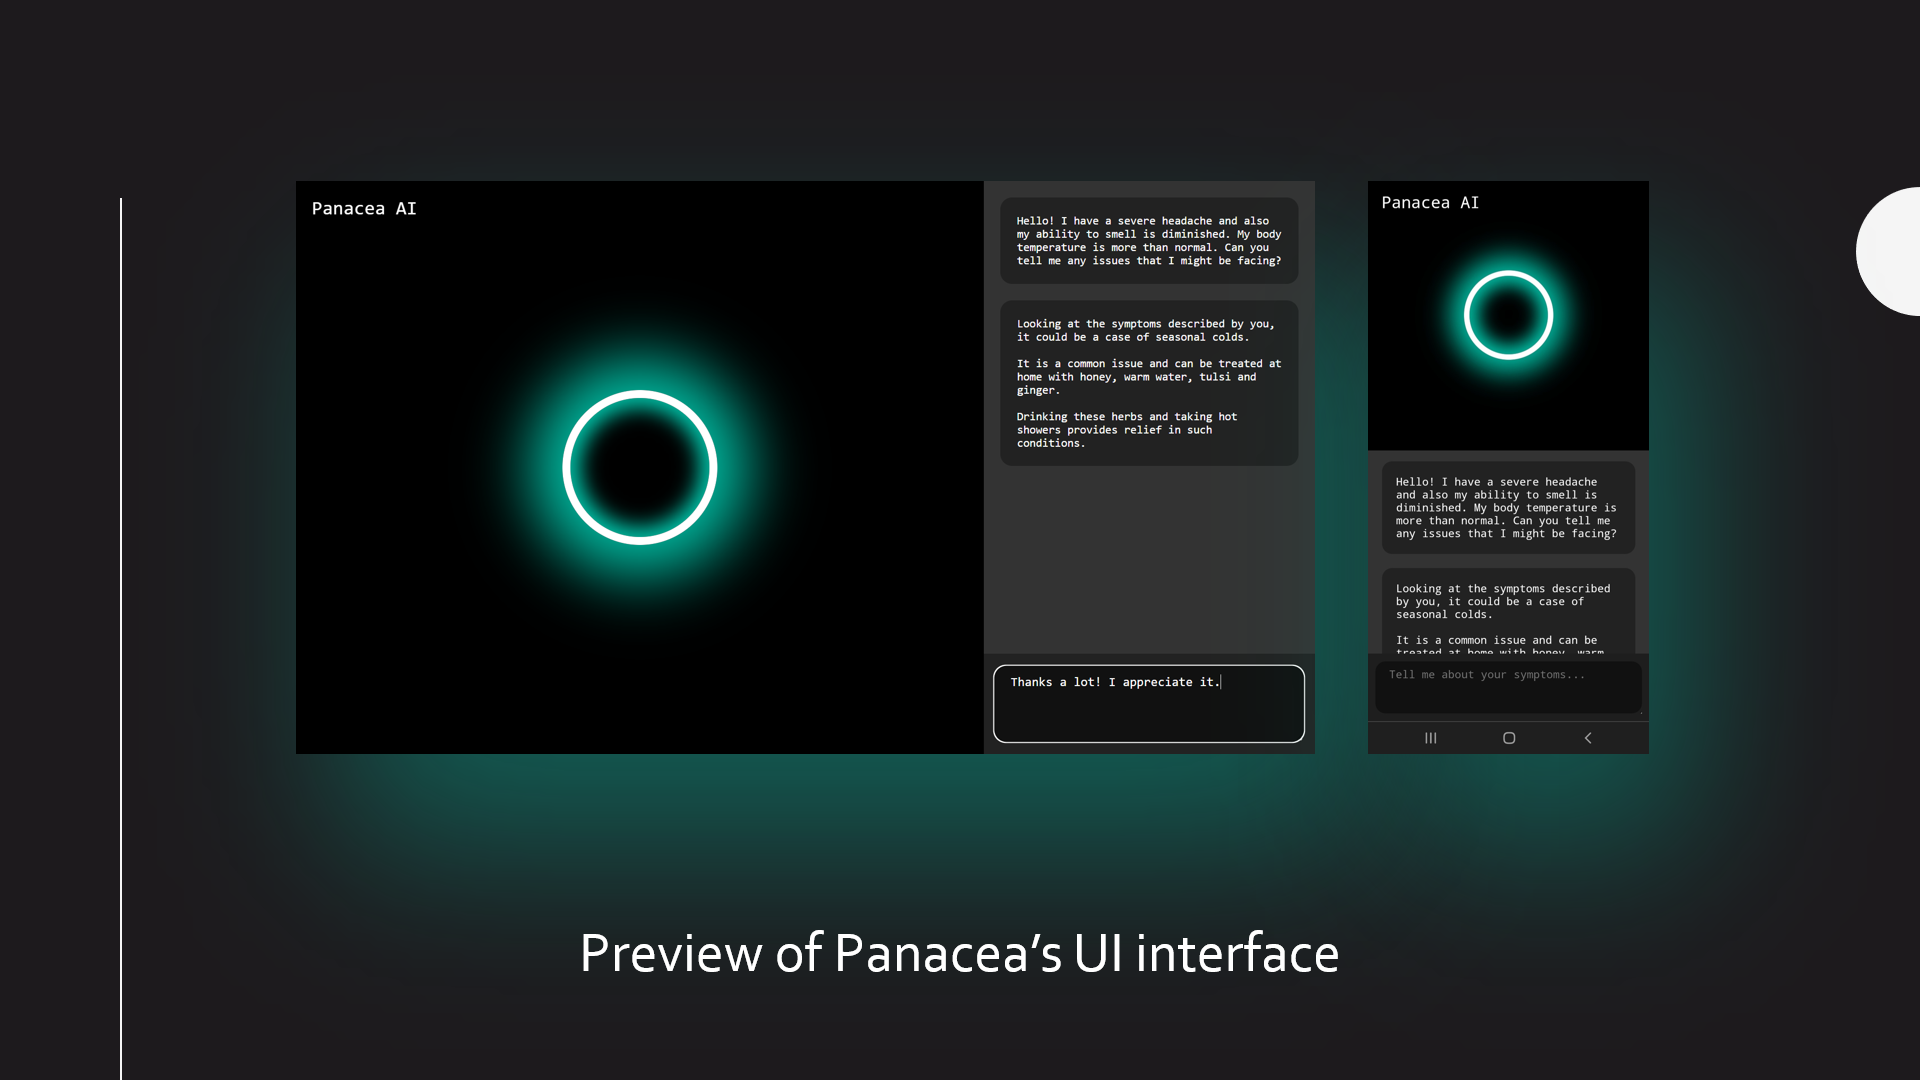 Panacea AI
Hello! I have a severe headache and also
my ability to smell is diminished. My body
temperature is more than normal. Can you
tell me any issues that I might be facing?
Looking at the symptoms described by you,
it could be a case of seasonal colds.
It is a common issue and can be treated at
home with honey, warm water, tulsi and
ginger.
Drinking these herbs and taking hot
showers provides relief in such
conditions.
Thanks a lot! I appreciate it.
Panacea AI
Hello! I have a severe headache
and also my ability to smell is
diminished. My body temperature is
more than normal. Can you tell me
any issues that I might be facing?
Looking at the symptoms described
by you, it could be a case of
seasonal colds.
It is a common issue and can be
treated at home with honey, warm
Tell me about your symptoms...
Preview of Panacea’s UI interface